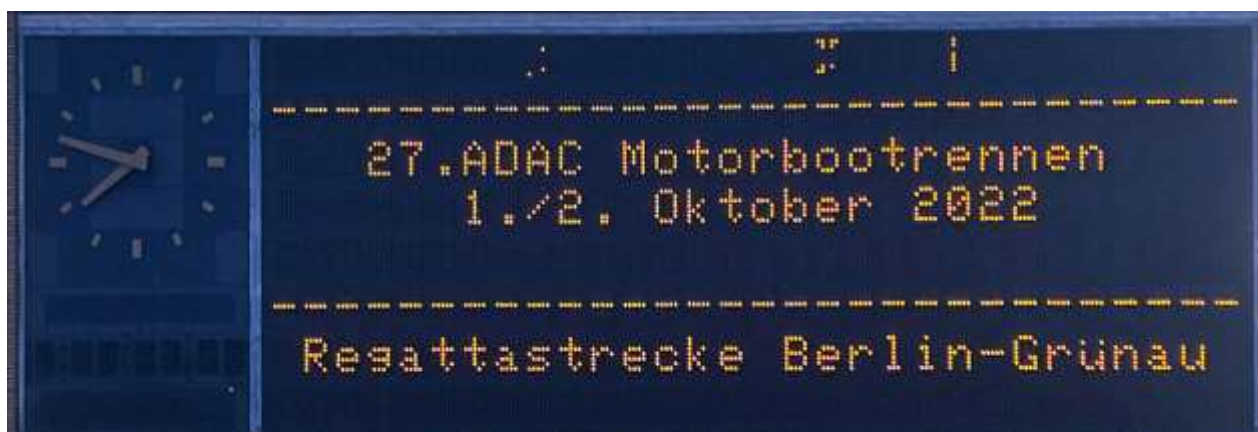 27.ADAC Motorbootrennen
1./2. Oktober 2022
Regattastrecke Berlin-Grünau